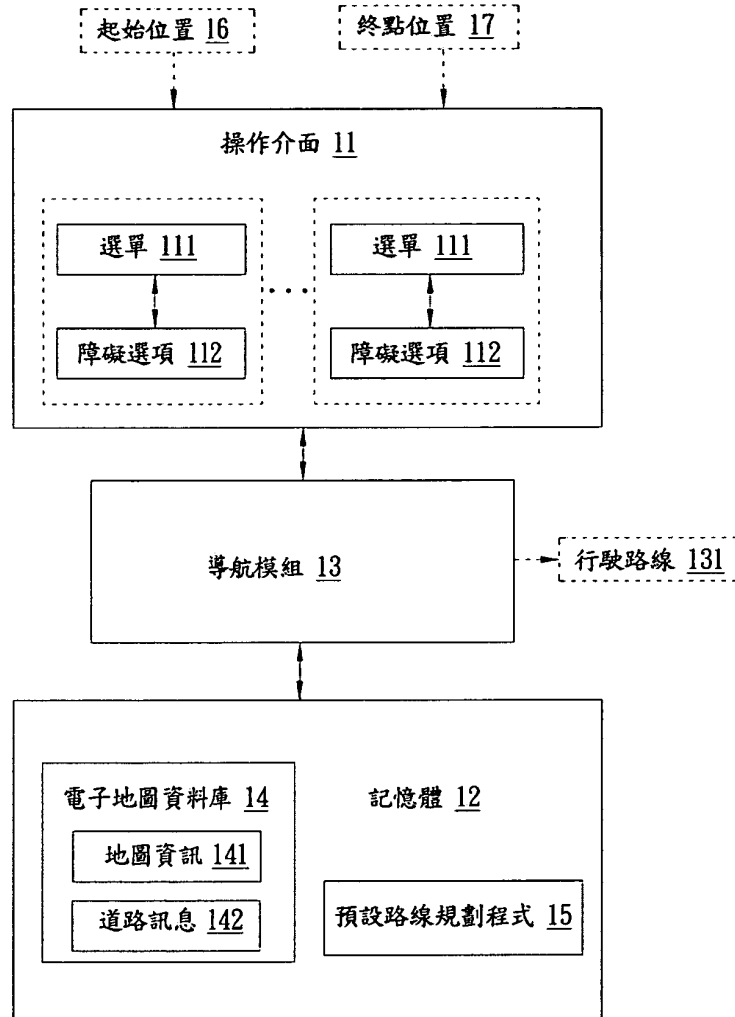 起始位置 16
終點位置 17
操作介面 11
選單 111
選單 111
...
障礙選項 112
障礙選項 112
導航模組 13
行駛路線 131
電子地圖資料庫 14
記憶體 12
地圖資訊 141
道路訊息 142
預設路線規劃程式 15